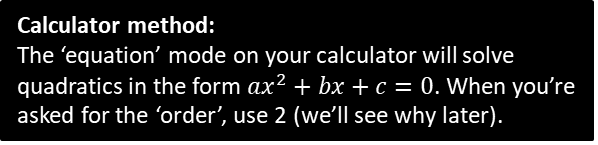 Calculator method:
The ‘equation’ mode on your calculator will solve
quadratics in the form 𝑎𝑥² + 𝑏𝑥 + 𝑐 = 0. When you’re
asked for the ‘order’, use 2 (we’ll see why later).